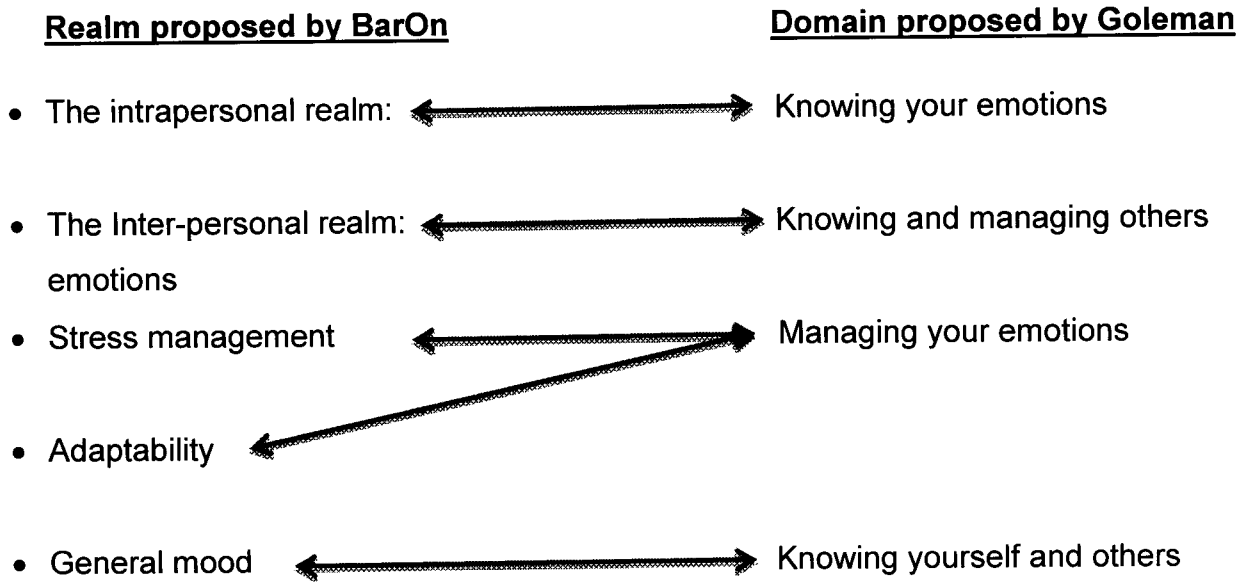 Realm proposed by BarOn Domain proposed by Goleman
• The intrapersonal realm: Knowing your emotions
• The Inter-personal realm: Knowing and managing others
emotions
• Stress management Managing your emotions
• Adaptability
• General mood Knowing yourself and others